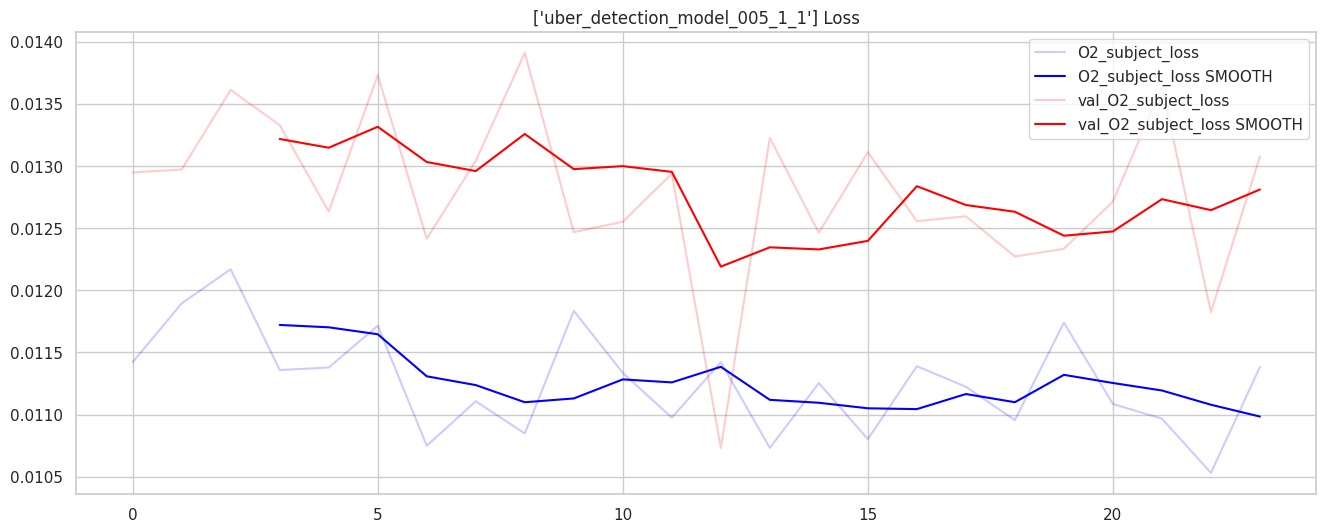 ['uber_detection_model_005_1_1'] Loss
0.0140
0.0135
0.0130
0.0125
0.0120
0.0115
0.0110
0.0105
O2_subject_loss
O2_subject_loss SMOOTH
val_O2_subject_loss
val_O2_subject_loss SMOOTH
0 5 10 15 20